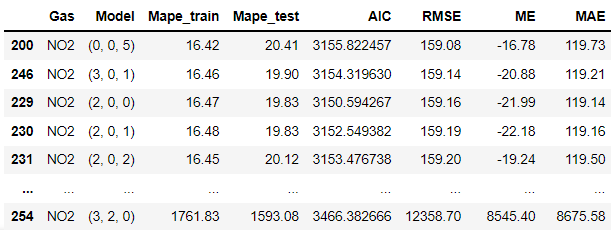 Gas Model Mape_train Mape_test AIC RMSE ME MAE
200 NO2 (0, 0, 5) 16.42 20.41 3155.822457 159.08 -16.78 119.73
246 NO2 (3, 0, 1) 16.46 19.90 3154.319630 159.14 -20.88 119.21
229 NO2 (2, 0, 0) 16.47 19.83 3150.594267 159.16 -21.99 119.14
230 NO2 (2, 0, 1) 16.48 19.83 3152.549382 159.19 -22.18 119.16
231 NO2 (2, 0, 2) 16.45 20.12 3153.476738 159.20 -19.24 119.50
... ... ... ... ... ... ... ... ...
254 NO2 (3, 2, 0) 1761.83 1593.08 3466.382666 12358.70 8545.40 8675.58